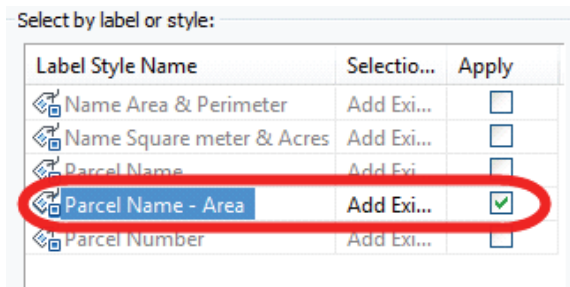 Select by label or style:
Label Style Name Selectio... Apply
Name Area & Perimeter Add Exi...
Name Square meter & Acres Add Exi...
Parcel Name Add Exi...
Parcel Name - Area Add Exi...
Parcel Number Add Exi...